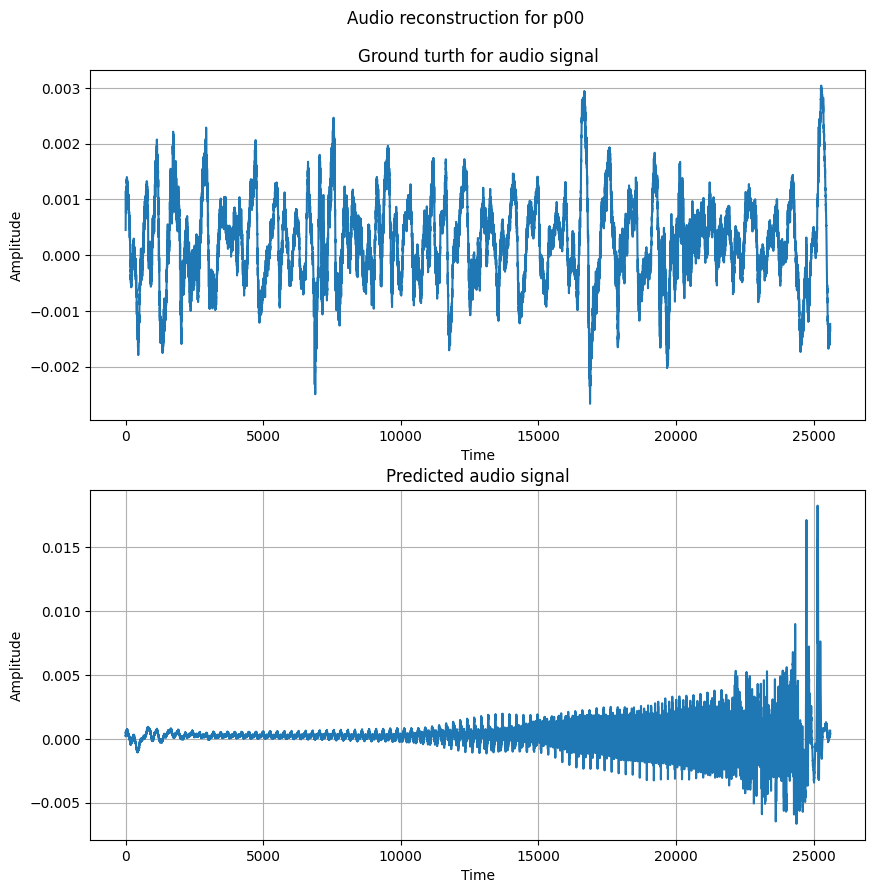 Audio reconstruction for p00
Ground turth for audio signal
0.003
0.002
0.001
0.000
−0.001
−0.002
Amplitude
0 5000 10000 15000 20000 25000
Time
Predicted audio signal
0.015
0.010
0.005
0.000
−0.005
Amplitude
0 5000 10000 15000 20000 25000
Time